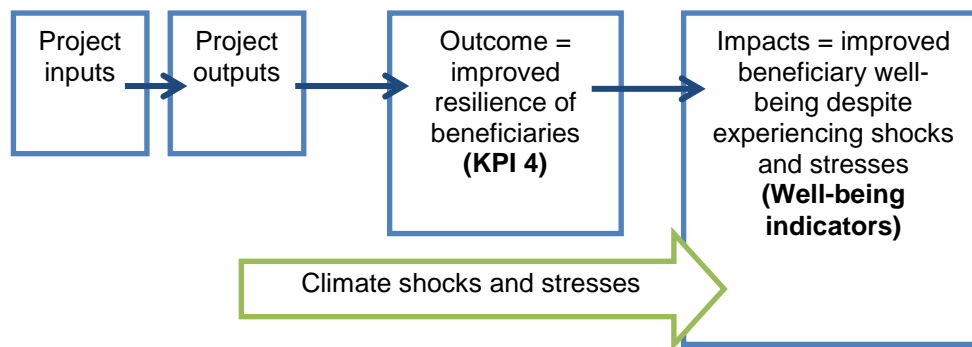 Project
inputs
Project
outputs
Outcome =
improved
resilience of
beneficiaries
(KPI 4)
Impacts = improved
beneficiary well-
being despite
experiencing shocks
and stresses
(Well-being
indicators)
Climate shocks and stresses